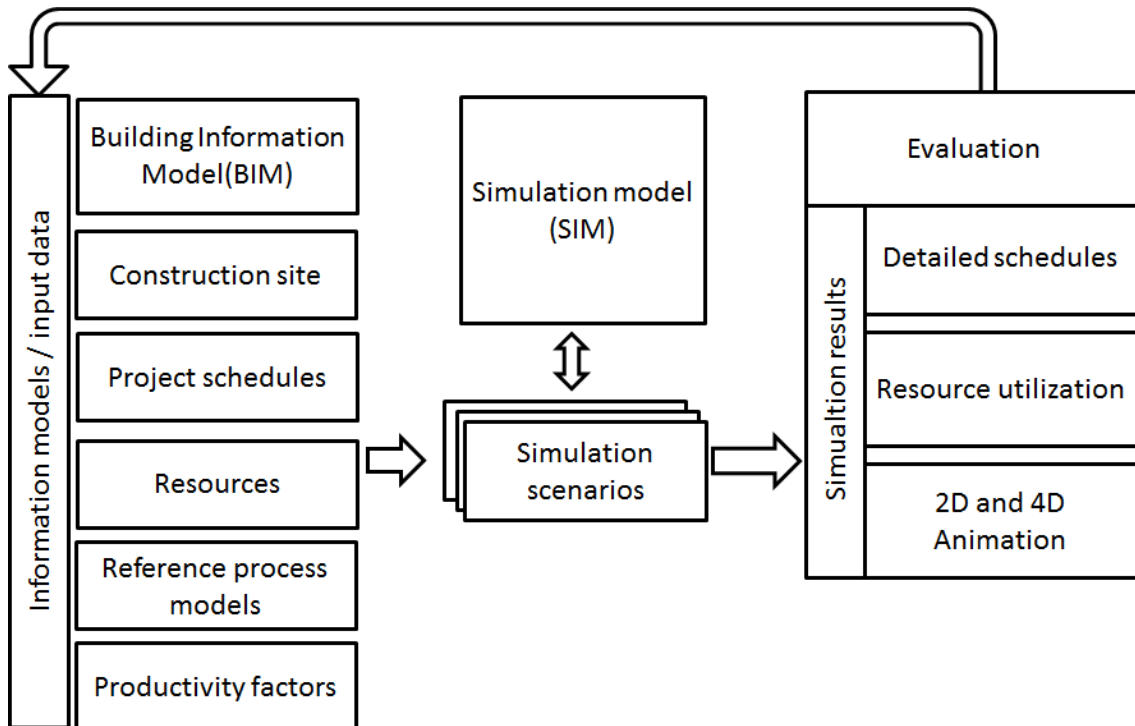 Information models / input data
Building Information
Model(BIM)
Construction site
Project schedules
Resources
Reference process
models
Productivity factors
Simulation model
(SIM)
Simulation
scenarios
Evaluation
Simualtion results
Detailed schedules
Resource utilization
2D and 4D
Animation